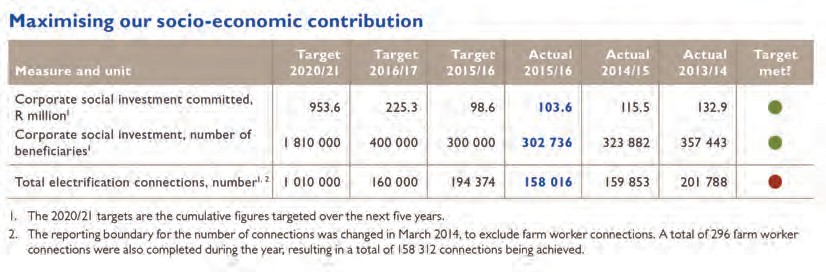 Maximising our socio-economic contribution
Measure and unit Target 2020/21 Target 2016/17 Target 2015/16 Actual 2015/16 Actual 2014/15 Actual 2013/14 Target met?
Corporate social investment committed,
R million¹ 953.6 225.3 98.6 103.6 115.5 132.9
Corporate social investment, number of
beneficiaries¹ 1 810 000 400 000 300 000 302 736 323 882 357 443
Total electrification connections, number¹, ² 1 010 000 160 000 194 374 158 016 159 853 201 788
1. The 2020/21 targets are the cumulative figures targeted over the next five years.
2. The reporting boundary for the number of connections was changed in March 2014, to exclude farm worker connections. A total of 296 farm worker
connections were also completed during the year, resulting in a total of 158 312 connections being achieved.